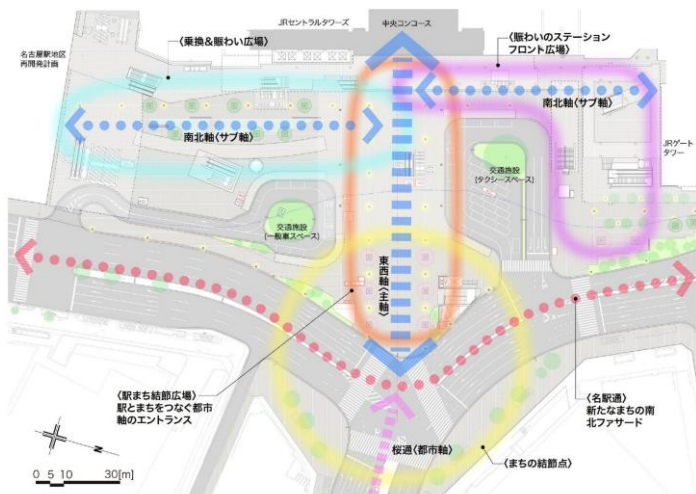 JRセントラルタワーズ
中央コンコース
〈乗換&賑わい広場〉
〈賑わいのステーション
フロント広場〉
名古屋駅地区
再開発計画
南北軸〈サブ軸〉
南北軸〈サブ軸〉
JRゲート
タワー
交通施設
[タクシースペース]
交通施設
[一般車スペース]
東西軸〈主軸〉
〈駅まち結節広場〉
駅とまちをつなぐ都市
軸のエントランス
〈名駅通〉
新たなまちの南
北ファサード
桜通〈都市軸〉
〈まちの結節点〉
0 5 10 30[m]